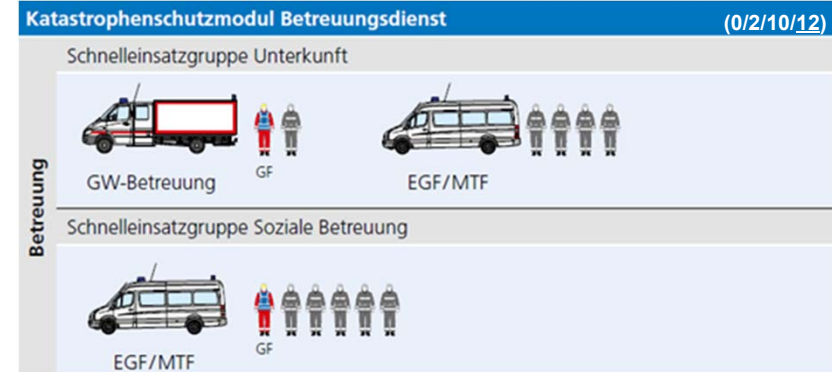 Katastrophenschutzmodul Betreuungsdienst (0/2/10/12)
Schnelleinsatzgruppe Unterkunft
GW-Betreuung
GF
EGF/MTF
Betreuung
Schnelleinsatzgruppe Soziale Betreuung
EGF/MTF
GF